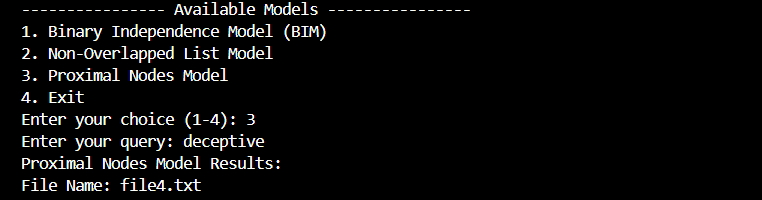 ---------------- Available Models ----------------
1. Binary Independence Model (BIM)
2. Non-Overlapped List Model
3. Proximal Nodes Model
4. Exit
Enter your choice (1-4): 3
Enter your query: deceptive
Proximal Nodes Model Results:
File Name: file4.txt